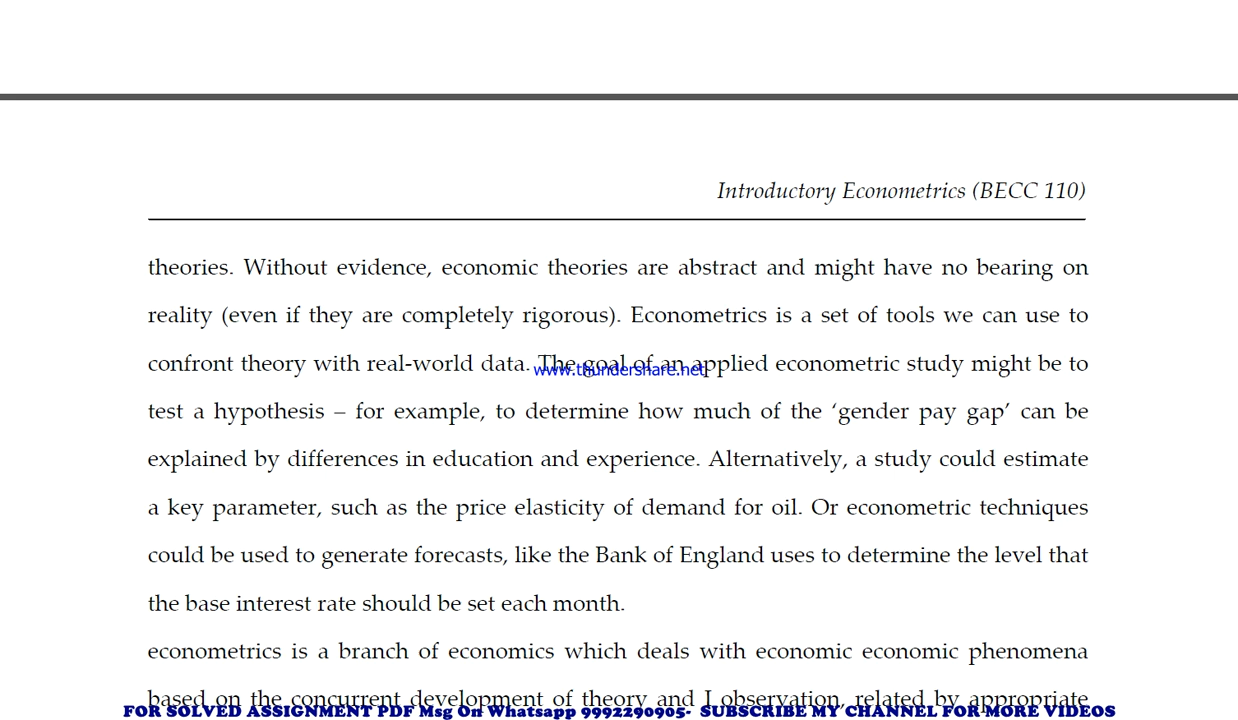 Introductory Econometrics (BECC 110)
theories. Without evidence, economic theories are abstract and might have no bearing on
reality (even if they are completely rigorous). Econometrics is a set of tools we can use to
confront theory with real-world data. The goal of an applied econometric study might be to
www.thundershare.net
test a hypothesis – for example, to determine how much of the ‘gender pay gap’ can be
explained by differences in education and experience. Alternatively, a study could estimate
a key parameter, such as the price elasticity of demand for oil. Or econometric techniques
could be used to generate forecasts, like the Bank of England uses to determine the level that
the base interest rate should be set each month.
econometrics is a branch of economics which deals with economic economic phenomena
based on the concurrent development of theory and I observation, related by appropriate
FOR SOLVED ASSIGNMENT PDF Msg On Whatsapp 9992290905- SUBSCRIBE MY CHANNEL FOR MORE VIDEOS